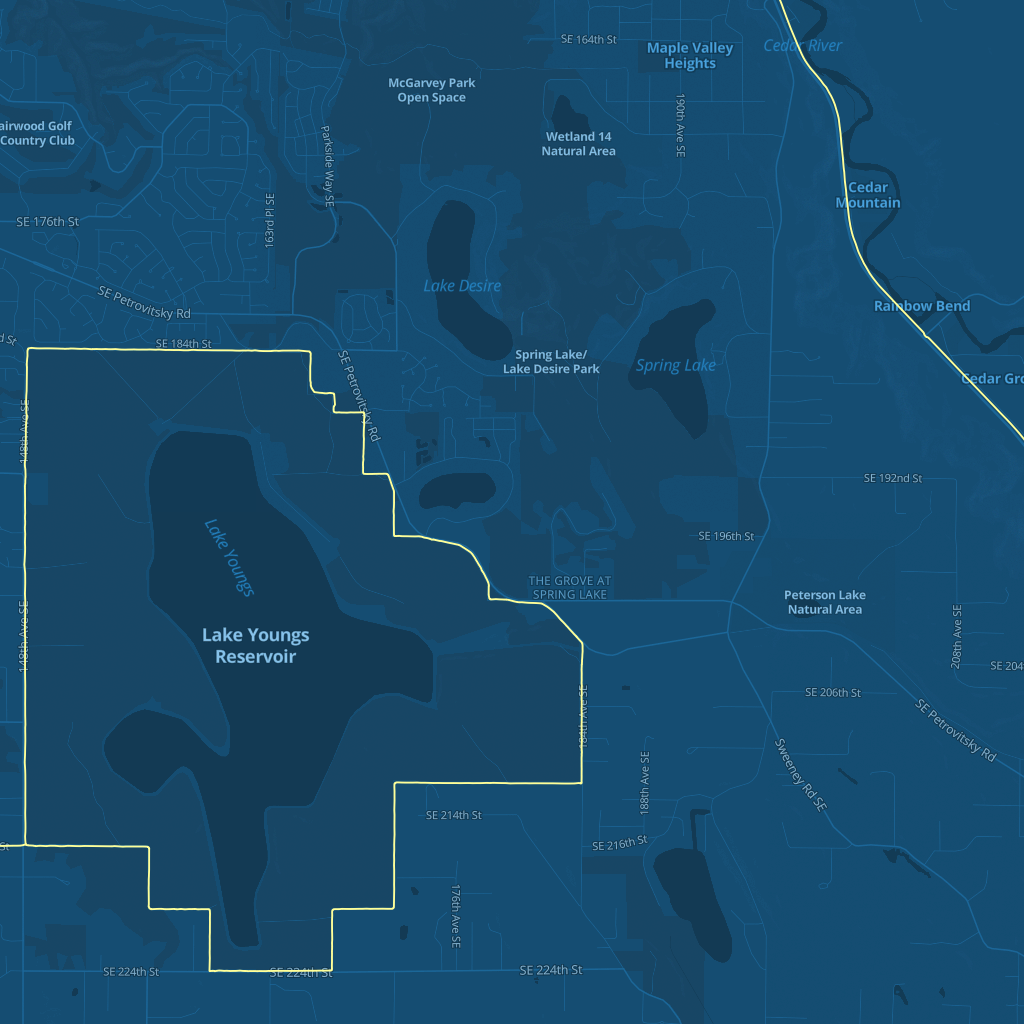 SE 164th St
Maple Valley
Heights
Cedar River
McGarvey Park
Open Space
190th Ave SE
airwood Golf
Country Club
Parkside Way SE
Wetland 14
Natural Area
Cedar
Mountain
163rd Pl SE
SE 176th St
Lake Desire
SE Petrovitsky Rd
Rainbow Bend
d St
SE 184th St
SE Petrovitsky Rd
Spring Lake/
Lake Desire Park
Spring Lake
Cedar Gro
148th Ave SE
SE 192nd St
Lake Youngs
SE 196th St
THE GROVE AT
SPRING LAKE
Peterson Lake
Natural Area
148th Ave SE
Lake Youngs
Reservoir
208th Ave SE
SE 204
184th Ave SE
SE 206th St
SE Petrovitsky Rd
188th Ave SE
Sweeney Rd SE
SE 214th St
SE 216th St
St
176th Ave SE
SE 224th St
SE 224th St
SE 224th St